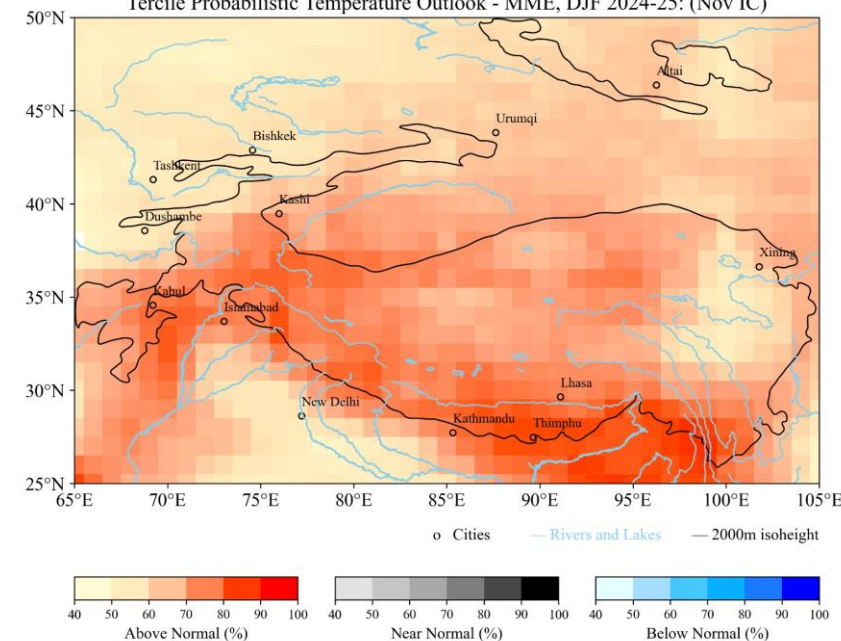 Tercile Probabilistic Temperature Outlook - MME, DJF 2024-25: (Nov IC)
50°N
Altai
45°N
Urumqi
Bishkek
Tashkent
40°N
Kashi
Dushambe
Xining
35°N
Kabul
Islamabad
30°N
Lhasa
New Delhi
Kathmandu
Thimphu
25°N
65°E 70°E 75°E 80°E 85°E 90°E 95°E 100°E 105°E
Cities Rivers and Lakes 2000m isoheight
40 50 60 70 80 90 100 40 50 60 70 80 90 100 40 50 60 70 80 90 100
Above Normal (%) Near Normal (%) Below Normal (%)